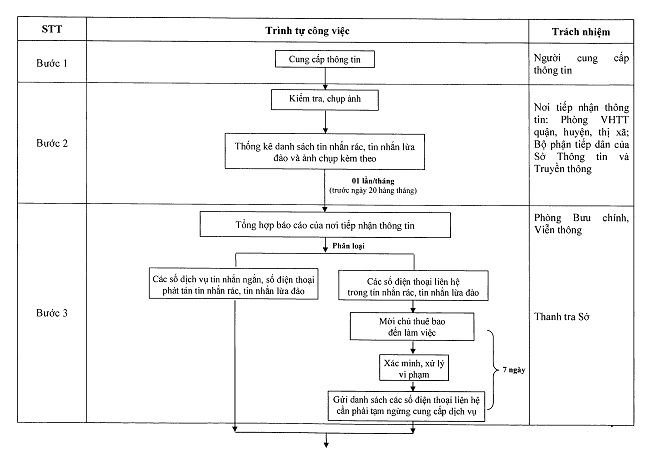 STT
Trình tự công việc
Trách nhiệm
Bước 1
Cung cấp thông tin
Người cung cấp
thông tin
Bước 2
Kiểm tra, chụp ảnh
Thống kê danh sách tin nhắn rác, tin nhắn lừa
đảo và ảnh chụp kèm theo
01 lần/tháng
(trước ngày 20 hàng tháng)
Nơi tiếp nhận thông
tin: Phòng VHTT
quận, huyện, thị xã;
Bộ phận tiếp dân của
Sở Thông tin và
Truyền thông
Bước 3
Tổng hợp báo cáo của nơi tiếp nhận thông tin
Phân loại
Các số dịch vụ tin nhắn ngắn, số điện thoại
phát tán tin nhắn rác, tin nhắn lừa đảo
Các số điện thoại liên hệ
trong tin nhắn rác, tin nhắn lừa đảo
Mời chủ thuê bao
đến làm việc
Xác minh, xử lý
vi phạm
7 ngày
Gửi danh sách các số điện thoại liên hệ
cần phải tạm ngừng cung cấp dịch vụ
Phòng Bưu chính,
Viễn thông
Thanh tra Sở